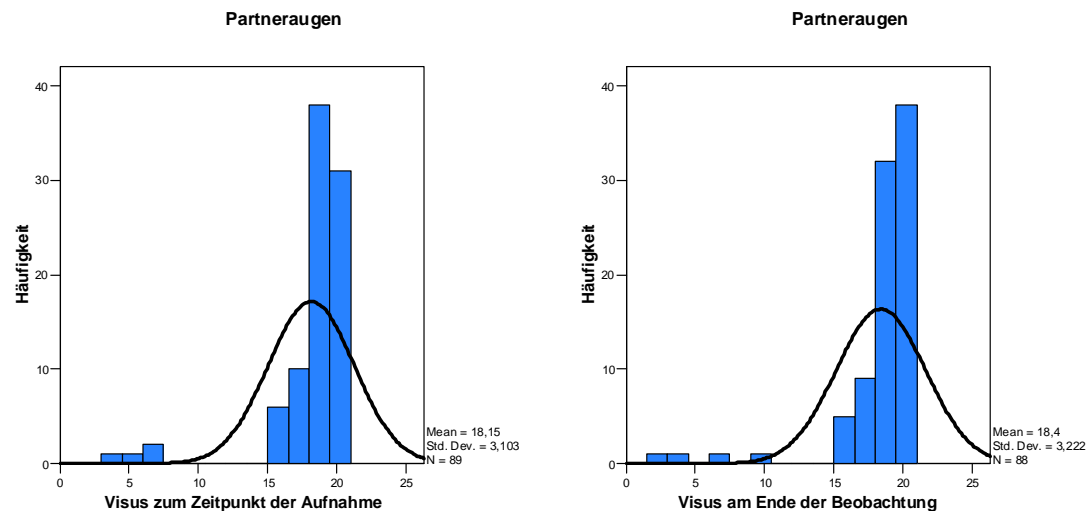 Partneraugen
Häufigkeit
40
30
20
10
0
0 5 10 15 20 25
Visus zum Zeitpunkt der Aufnahme
Mean = 18,15
Std. Dev. = 3,103
N = 89
Partneraugen
Häufigkeit
40
30
20
10
0
0 5 10 15 20 25
Visus am Ende der Beobachtung
Mean = 18,4
Std. Dev. = 3,222
N = 88